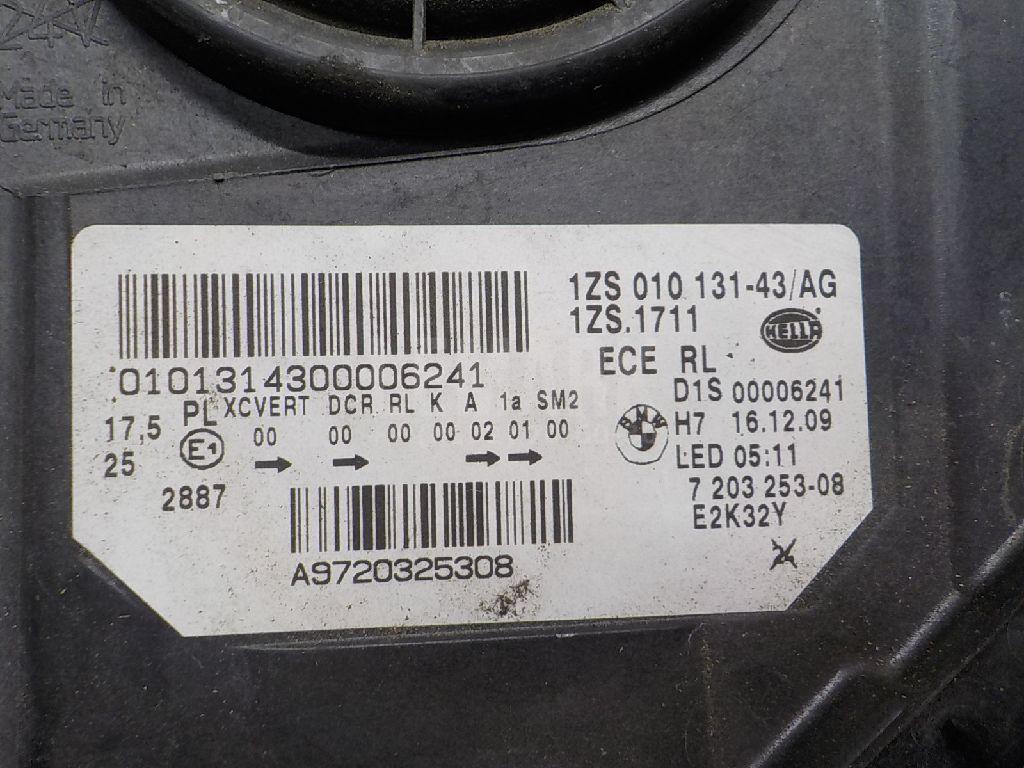 Made in
Germany
1ZS 010 131-43/AG
1ZS.1711
HELLA
ECE RL
0101314300006241
D1S 00006241
17,5 PL XCVERT DCR RL K A 1a SM2
25 E1 00 00 00 00 02 01 00
BMW
H7 16.12.09
LED 05:11
2887
7 203 253-08
E2K32Y
A9720325308